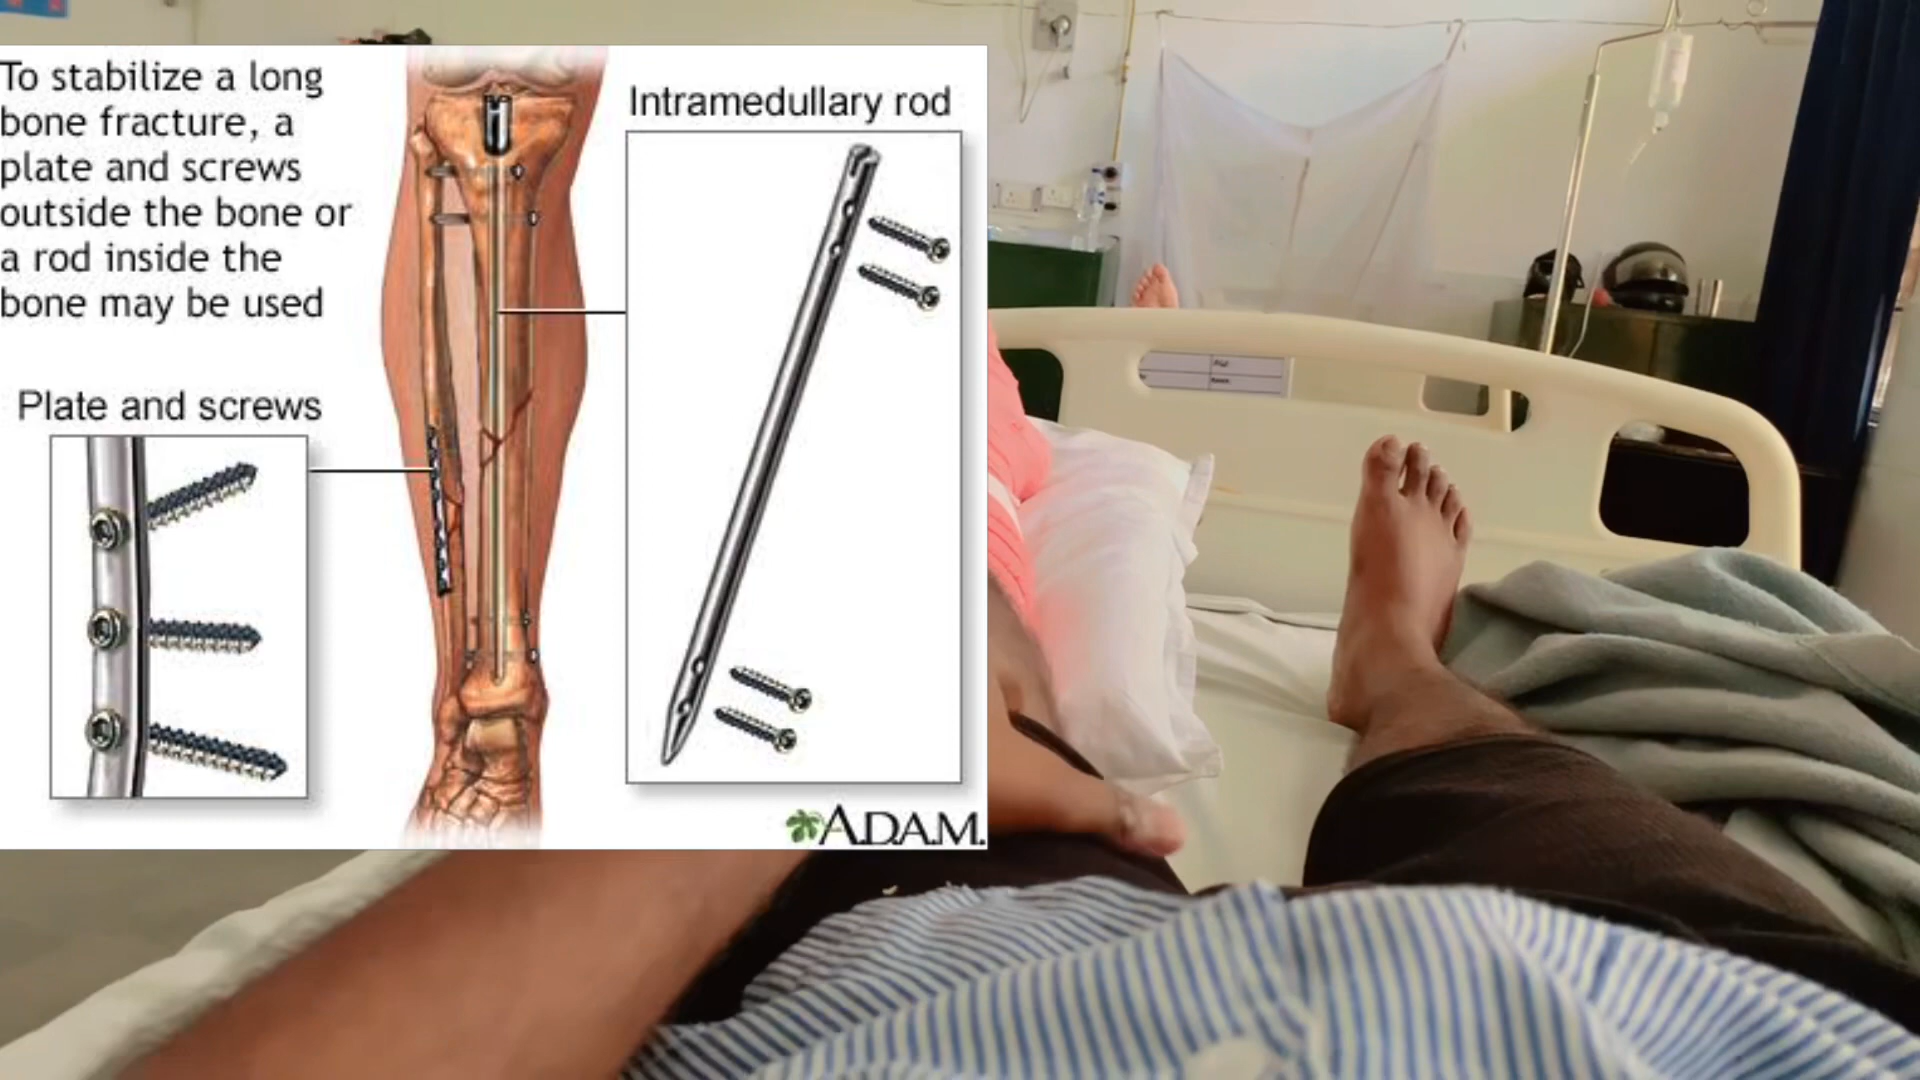 To stabilize a long
bone fracture, a
plate and screws
outside the bone or
a rod inside the
bone may be used
Intramedullary rod
Plate and screws
A.D.A.M.